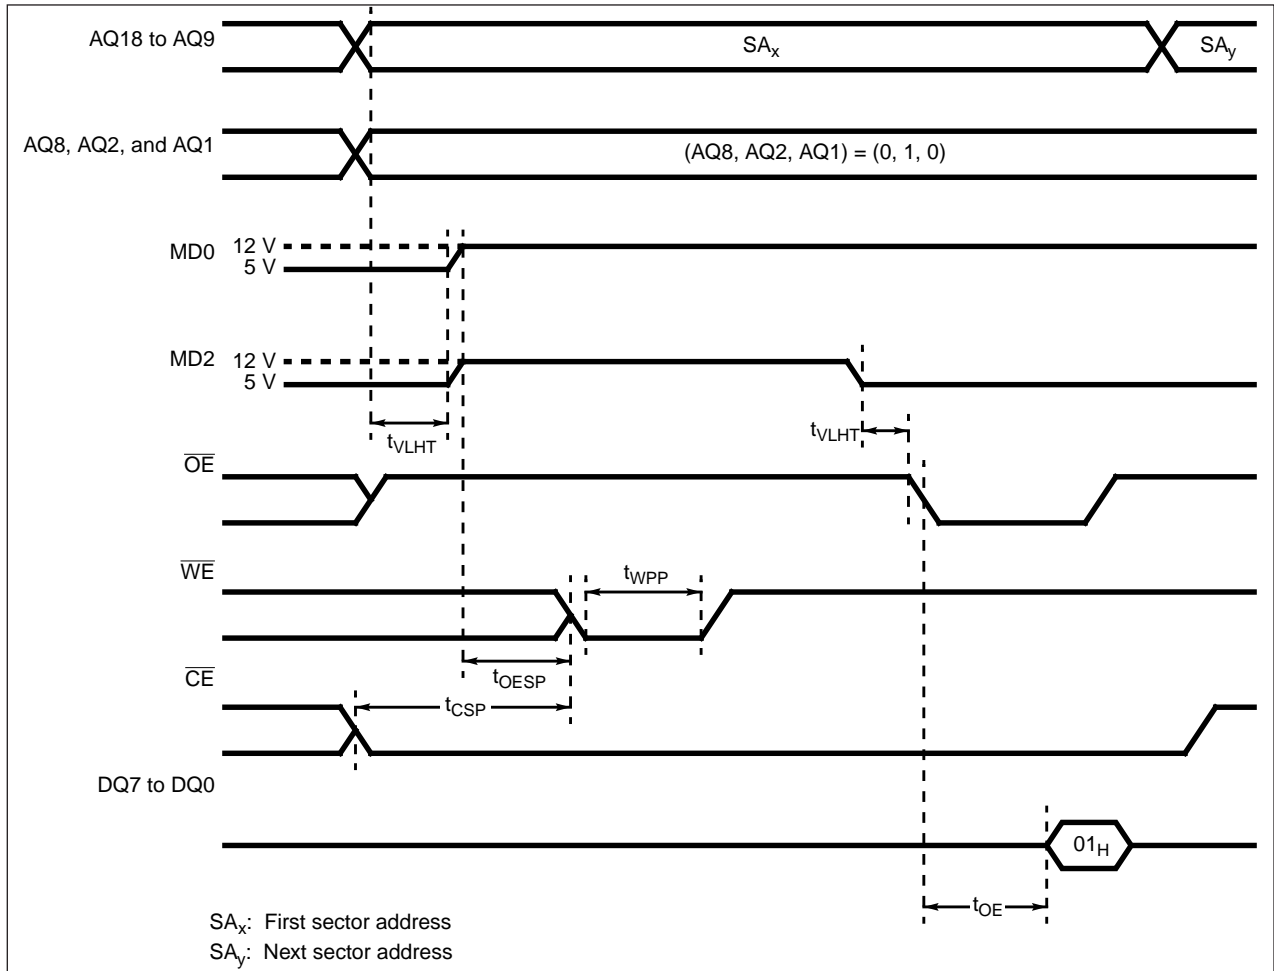 AQ18 to AQ9
SAx
SAy
AQ8, AQ2, and AQ1
(AQ8, AQ2, AQ1) = (0, 1, 0)
MD0
12 V
5 V
MD2
12 V
5 V
tVLHT
tVLHT
OE
WE
tWPP
tOESP
CE
tCSP
DQ7 to DQ0
01H
tOE
SAx: First sector address
SAy: Next sector address